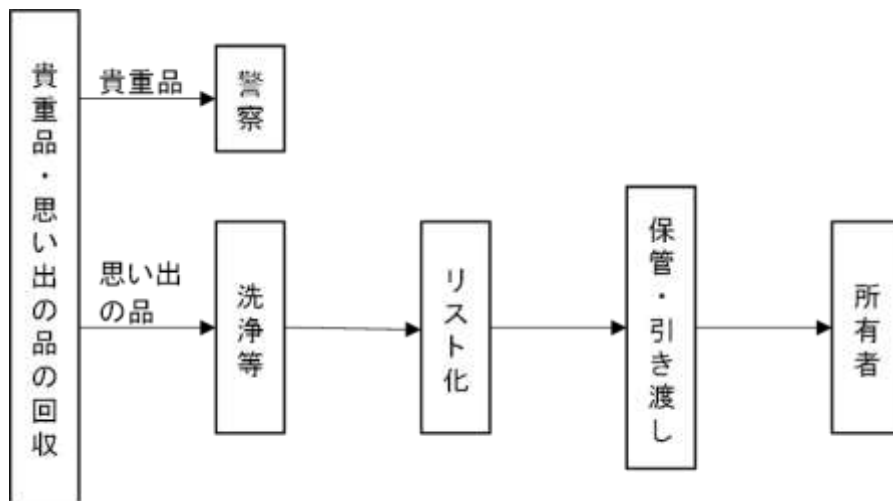 貴重品・思い出の品の回収
貴重品
警察
思い出
の品
洗浄等
リスト化
保管・引き渡し
所有者